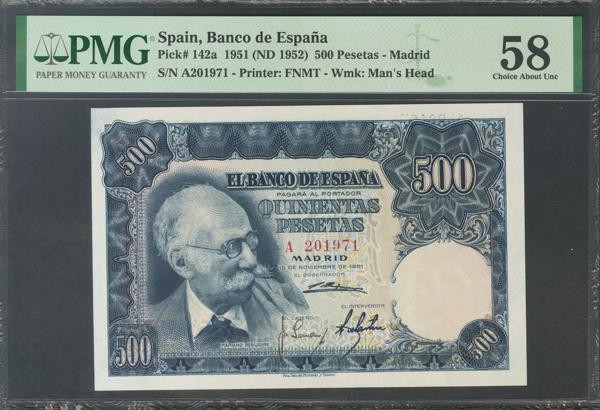 PMG
PAPER MONEY GUARANTY
Spain, Banco de España
Pick# 142a 1951 (ND 1952) 500 Pesetas - Madrid
S/N A201971 - Printer: FNMT - Wmk: Man's Head
58
Choice About Unc
500
500
EL BANCO DE ESPAÑA
PAGARÁ AL PORTADOR
QUINIENTAS
PESETAS
A 201971
MADRID
15 DE NOVIEMBRE DE 1951
EL GOBERNADOR
EL INTERVENTOR
EL CAJERO
MARIANO BENLLIURE
500
500